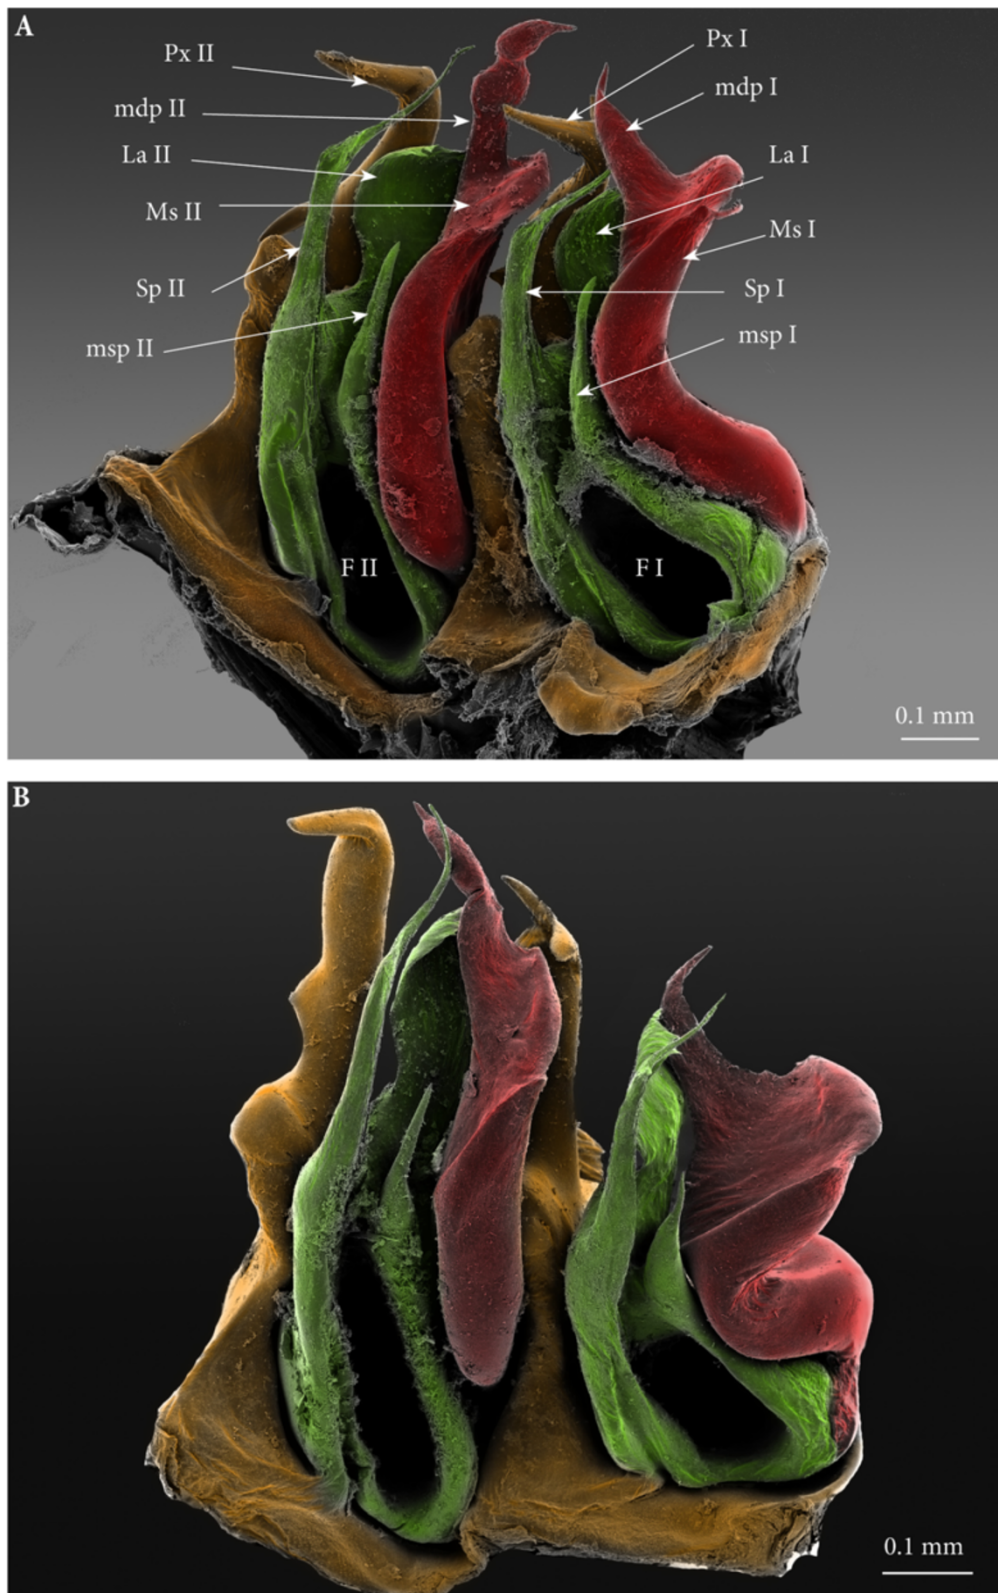 A
Px II
Px I
mdp II
mdp I
La II
La I
Ms II
Ms I
Sp II
Sp I
msp II
msp I
F II
F I
0.1 mm
B
0.1 mm